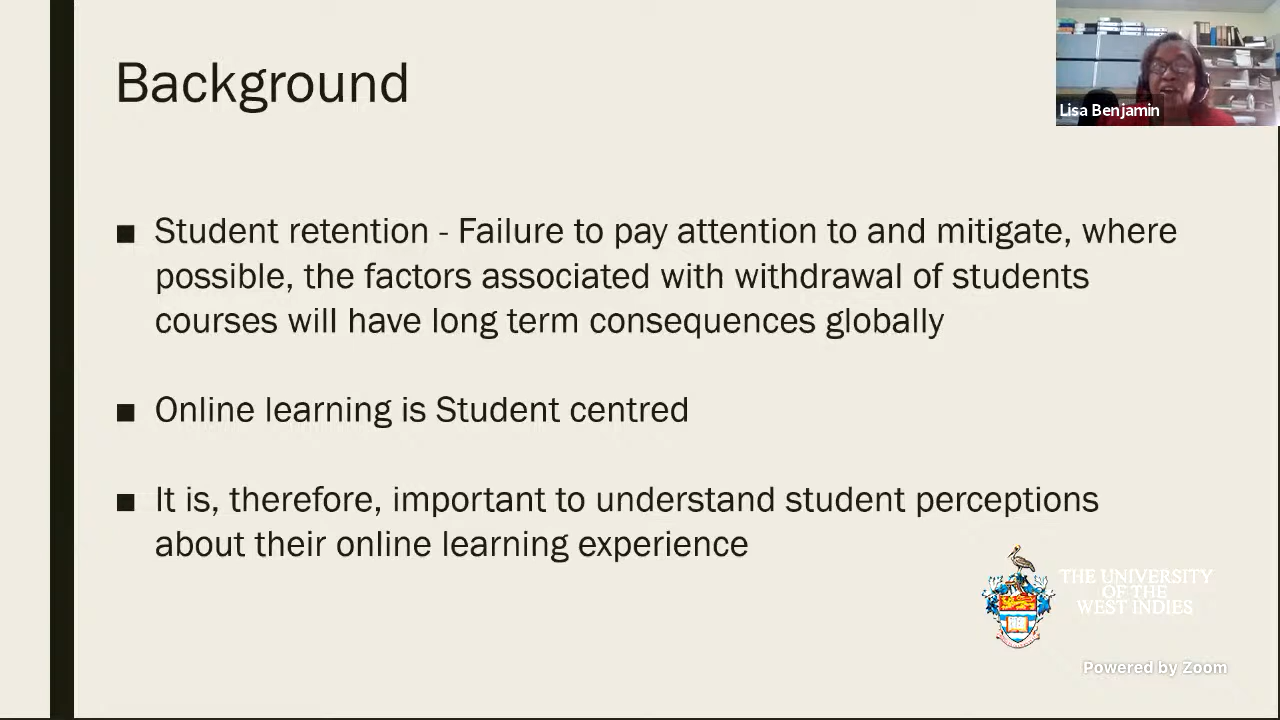 Background
Lisa Benjamin
■ Student retention - Failure to pay attention to and mitigate, where
possible, the factors associated with withdrawal of students
courses will have long term consequences globally
■ Online learning is Student centred
■ It is, therefore, important to understand student perceptions
about their online learning experience
THE UNIVERSITY
OF THE
WEST INDIES
Powered by Zoom